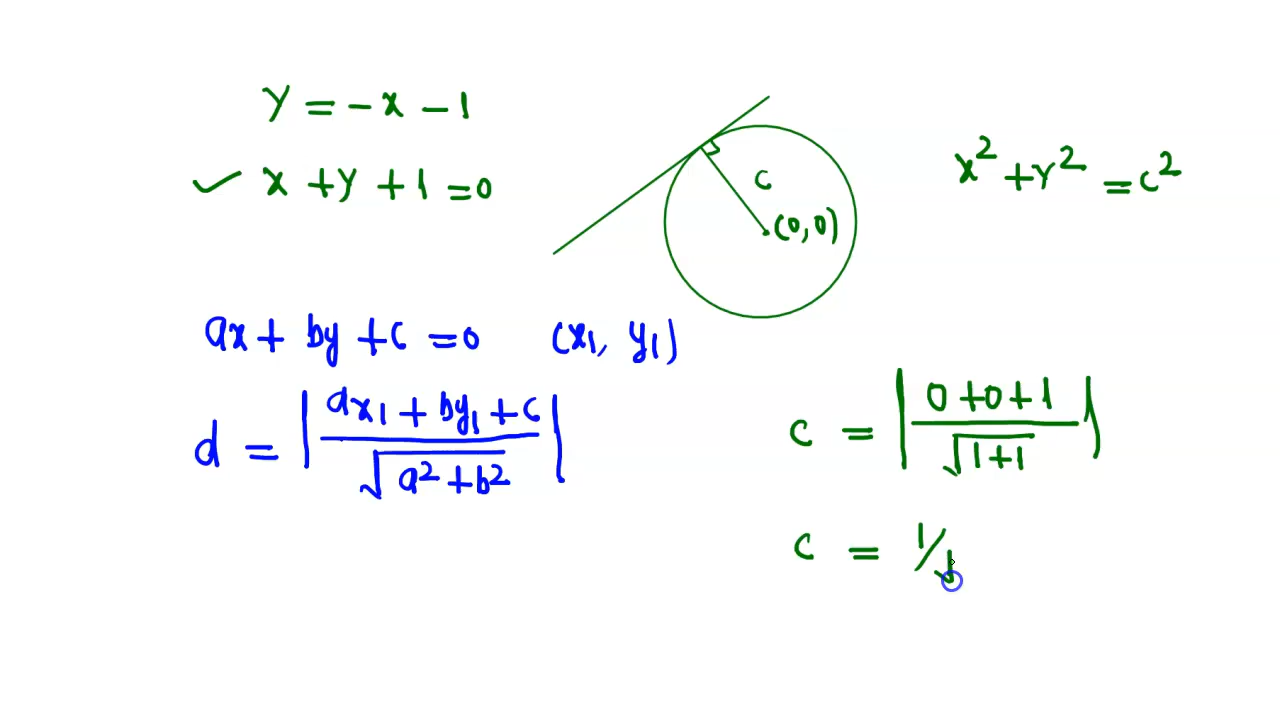 y = -x - 1
✓ x + y + 1 = 0
c
(0, 0)
x² + y² = c²
ax + by + c = 0 (x₁, y₁)
d = |(ax₁ + by₁ + c) / √(a² + b²)|
c = |(0 + 0 + 1) / √(1 + 1)|
c = 1/√